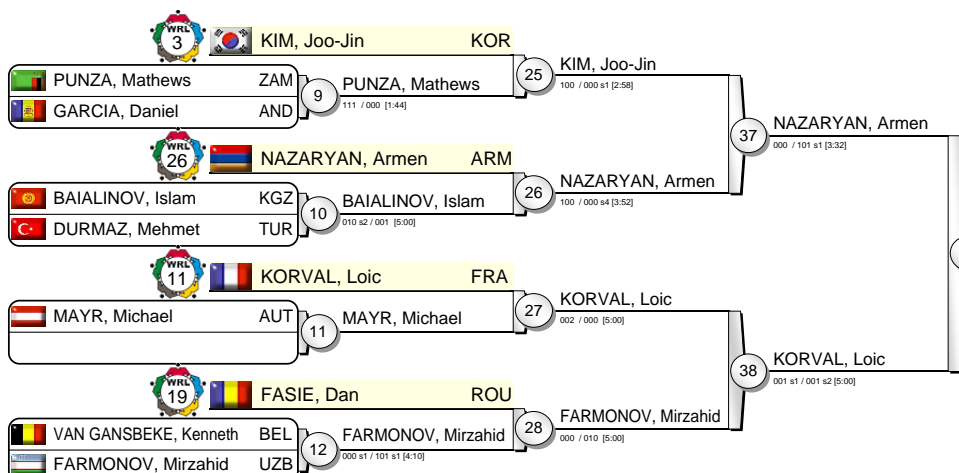 WRL 3 KIM, Joo-Jin KOR
PUNZA, Mathews ZAM
GARCIA, Daniel AND
9
PUNZA, Mathews
111 / 000 [1:44]
25
KIM, Joo-Jin
100 / 000 s1 [2:58]
WRL 26 NAZARYAN, Armen ARM
BAIALINOV, Islam KGZ
DURMAZ, Mehmet TUR
10
BAIALINOV, Islam
010 s2 / 001 [5:00]
26
NAZARYAN, Armen
100 / 000 s4 [3:52]
37
NAZARYAN, Armen
000 / 101 s1 [3:32]
WRL 11 KORVAL, Loic FRA
MAYR, Michael AUT
11
MAYR, Michael
27
KORVAL, Loic
002 / 000 [5:00]
WRL 19 FASIE, Dan ROU
VAN GANSBEKE, Kenneth BEL
FARMONOV, Mirzahid UZB
12
FARMONOV, Mirzahid
000 s1 / 101 s1 [4:10]
28
FARMONOV, Mirzahid
000 / 010 [5:00]
38
KORVAL, Loic
001 s1 / 001 s2 [5:00]